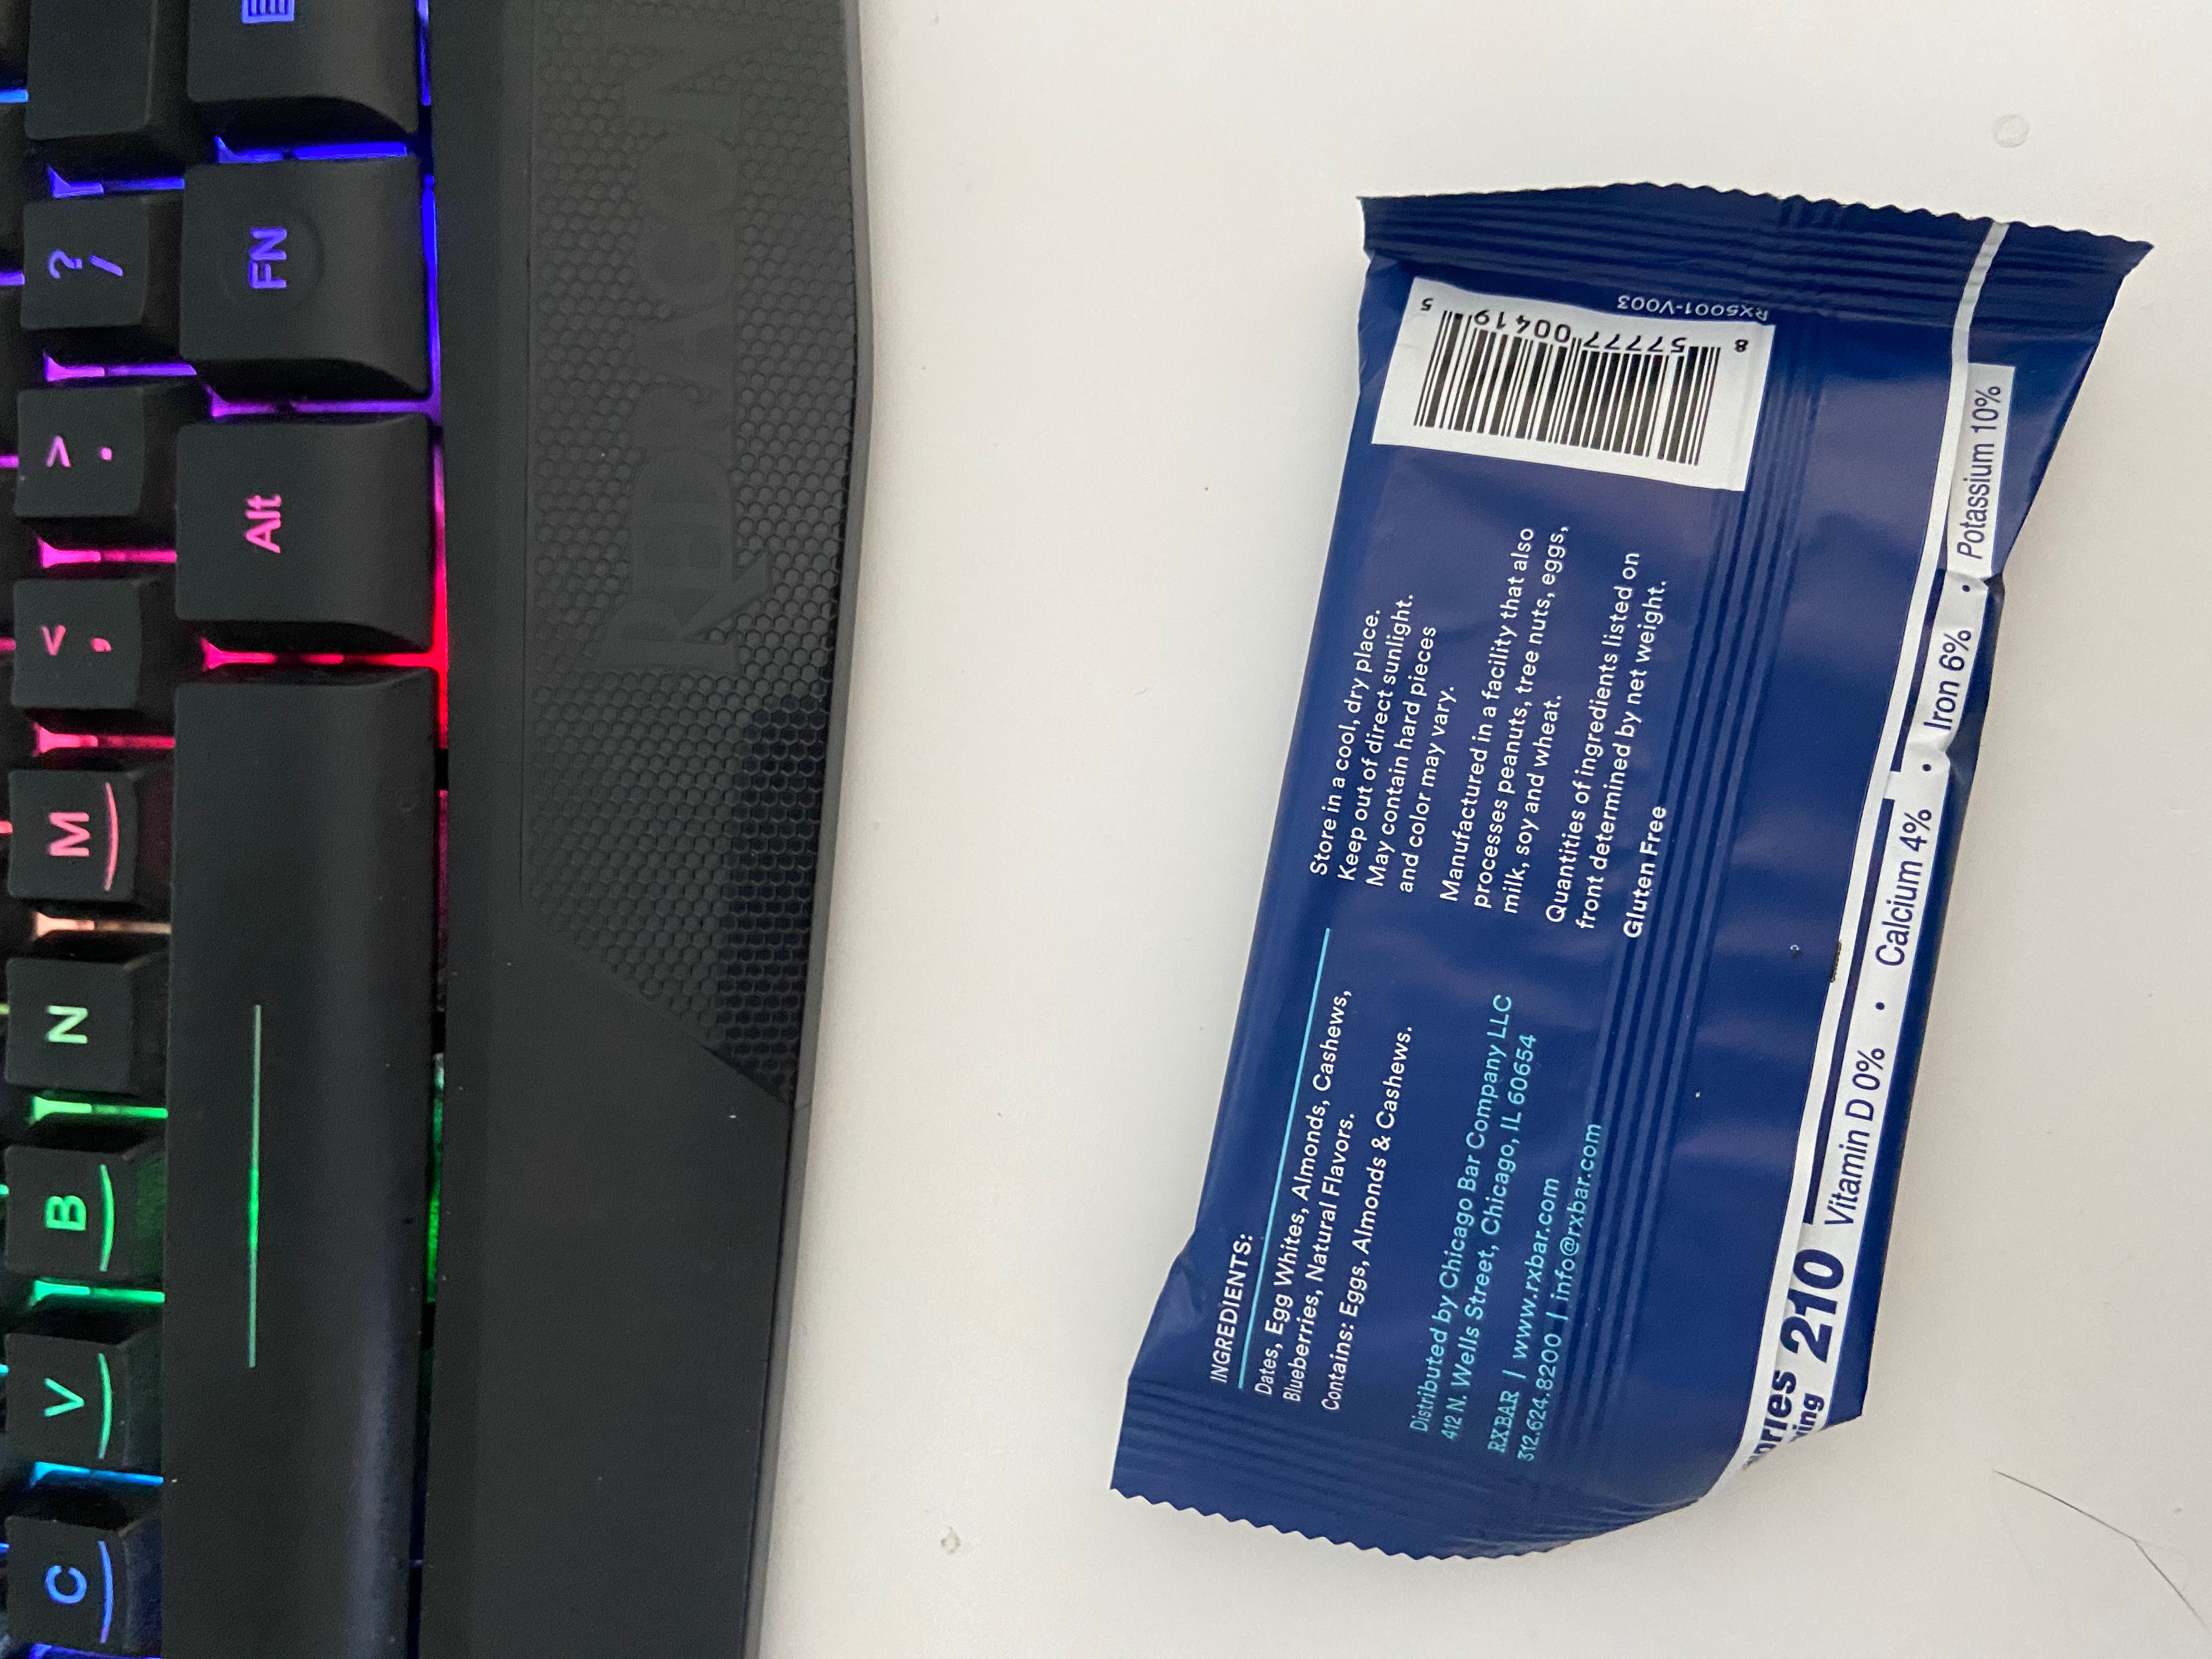 C V B N M < , > . ? /
Alt FN
REDRAGON
INGREDIENTS:
Dates, Egg Whites, Almonds, Cashews,
Blueberries, Natural Flavors.
Contains: Eggs, Almonds & Cashews.
Distributed by Chicago Bar Company LLC
412 N. Wells Street, Chicago, IL 60654
RXBAR | www.rxbar.com
312.624.8200 | info@rxbar.com
Store in a cool, dry place.
Keep out of direct sunlight.
May contain hard pieces
and color may vary.
Manufactured in a facility that also
processes peanuts, tree nuts, eggs,
milk, soy and wheat.
Quantities of ingredients listed on
front determined by net weight.
Gluten Free
8 57777 00419 5
RX5001-V003
210
Vitamin D 0% • Calcium 4% • Iron 6% • Potassium 10%